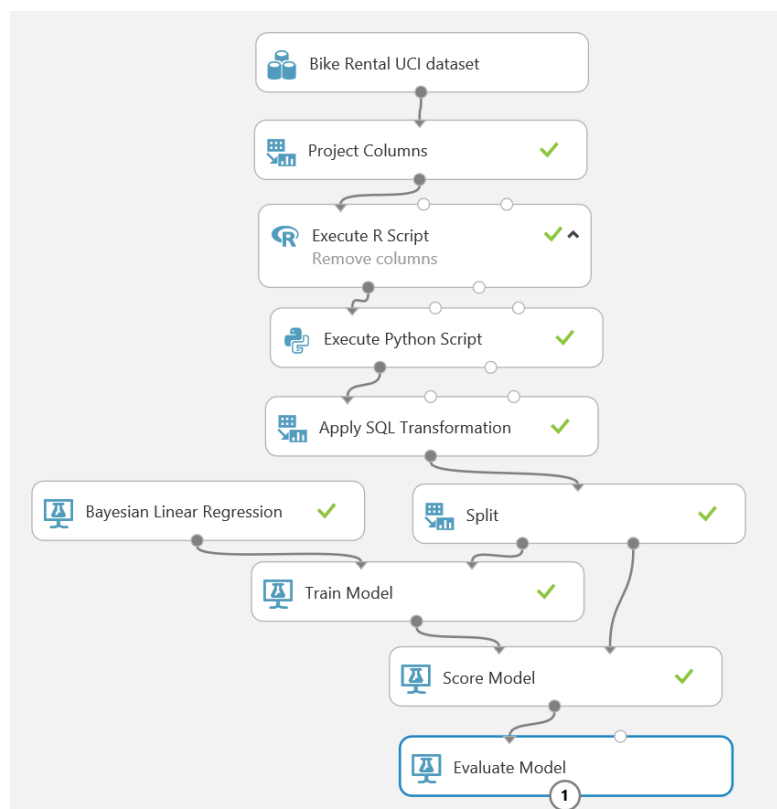 Bike Rental UCI dataset
Project Columns
Execute R Script
Remove columns
Execute Python Script
Apply SQL Transformation
Bayesian Linear Regression
Split
Train Model
Score Model
Evaluate Model
1